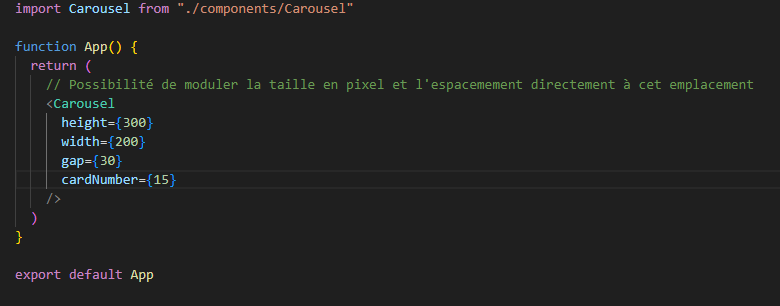 import Carousel from "./components/Carousel"
function App() {
return (
// Possibilité de moduler la taille en pixel et l'espacemement directement à cet emplacement
<Carousel
height={300}
width={200}
gap={30}
cardNumber={15}
/>
)
}
export default App